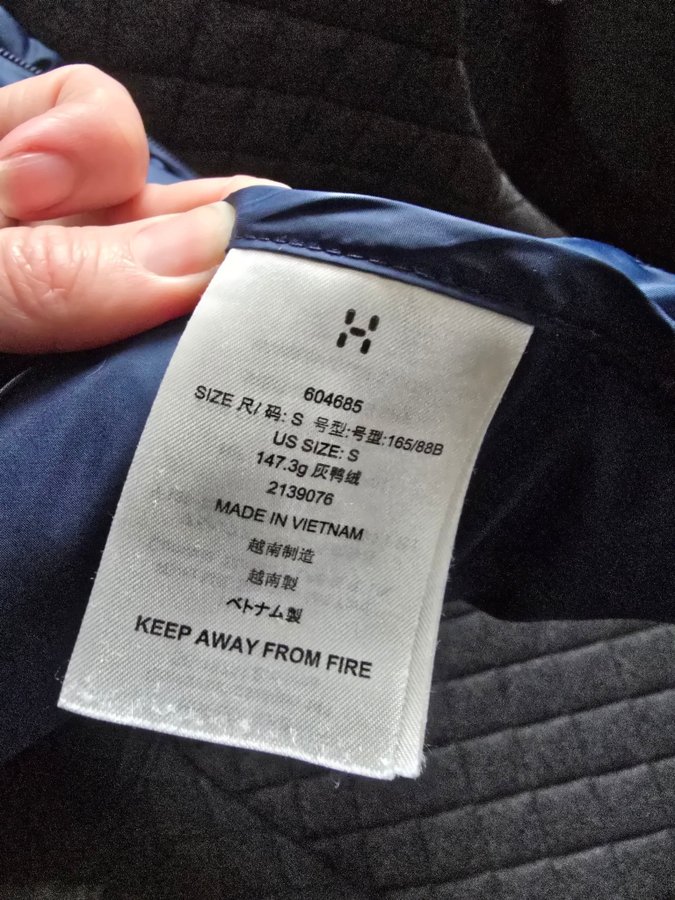 604685
SIZE 尺/ 码: S 号型:号型:165/88B
US SIZE: S
147.3g 灰鸭绒
2139076
MADE IN VIETNAM
越南制造
越南製
ベトナム製
KEEP AWAY FROM FIRE